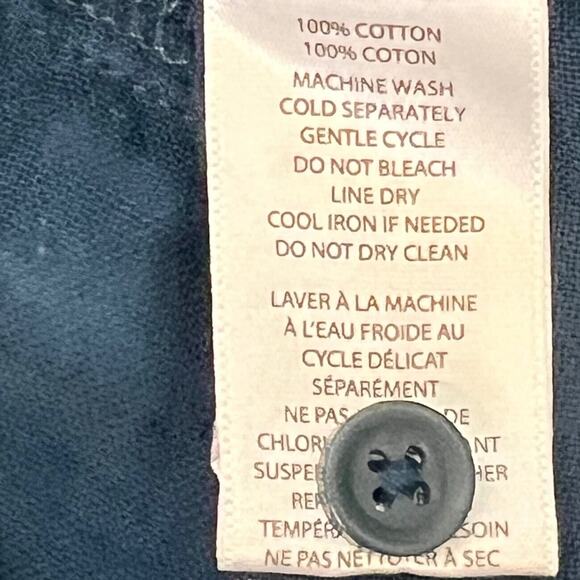 100% COTTON
100% COTON
MACHINE WASH
COLD SEPARATELY
GENTLE CYCLE
DO NOT BLEACH
LINE DRY
COOL IRON IF NEEDED
DO NOT DRY CLEAN
LAVER À LA MACHINE
À L'EAU FROIDE AU
CYCLE DÉLICAT
SÉPARÉMENT
NE PAS DE
NE PAS NETTOYER À SEC